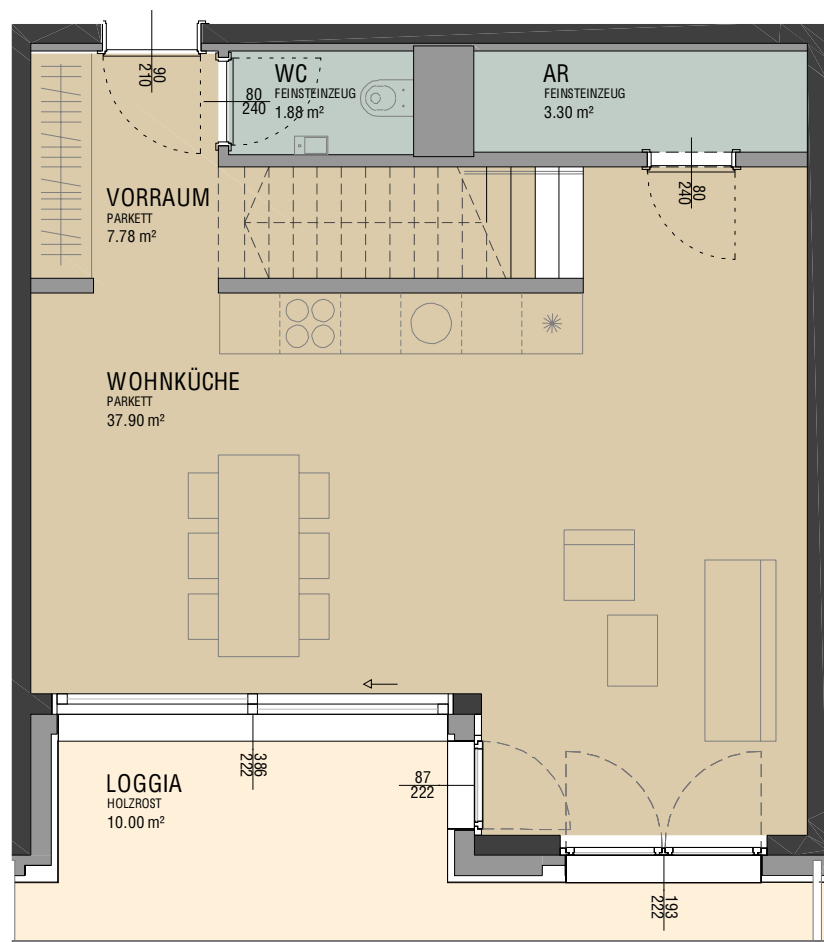 90
210
WC
FEINSTEINZEUG
1.88 m²
80
240
AR
FEINSTEINZEUG
3.30 m²
80
240
VORRAUM
PARKETT
7.78 m²
WOHNKÜCHE
PARKETT
37.90 m²
386
222
LOGGIA
HOLZROST
10.00 m²
87
222
193
222